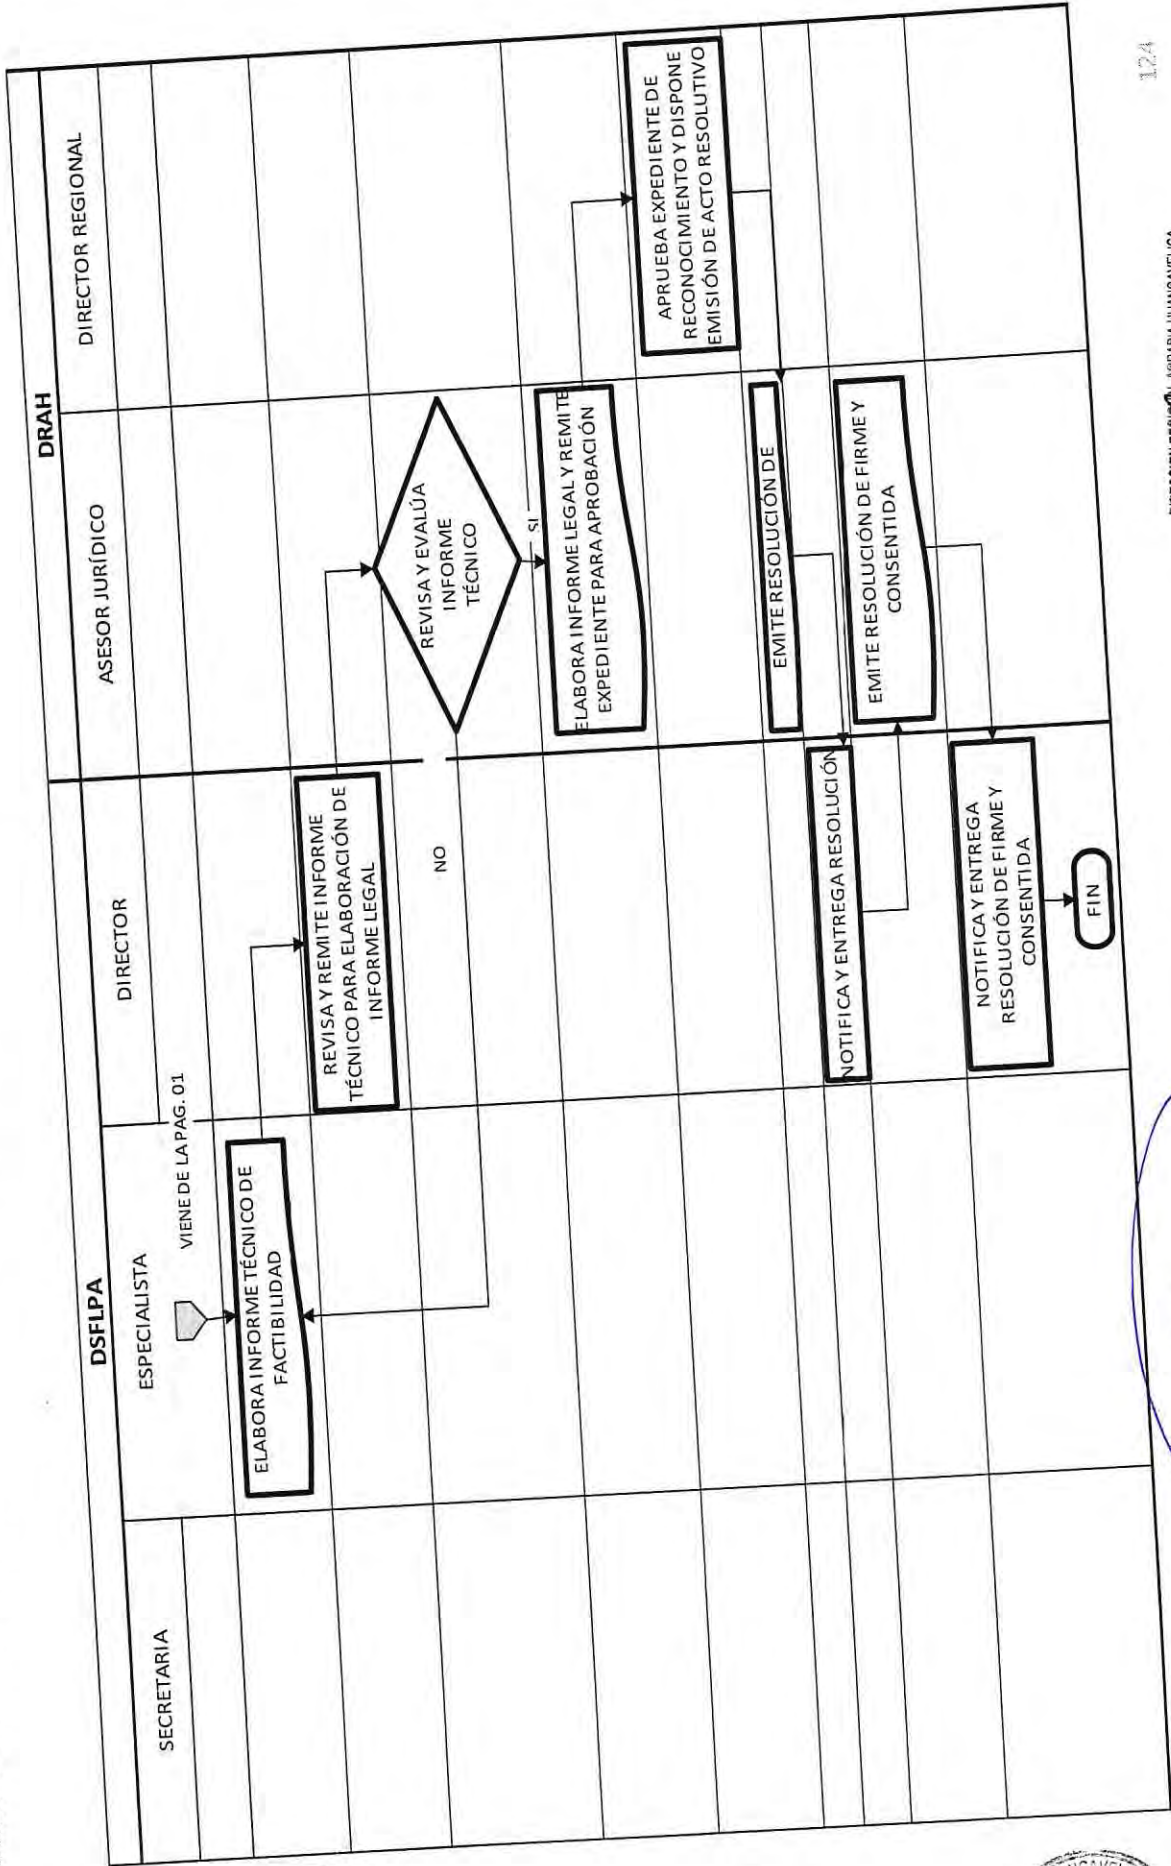 DSFLPA
DRAH
SECRETARIA
ESPECIALISTA
DIRECTOR
ASESOR JURÍDICO
DIRECTOR REGIONAL
VIENE DE LA PAG. 01
ELABORA INFORME TÉCNICO DE
FACTIBILIDAD
REVISA Y REMITE INFORME
TÉCNICO PARA ELABORACIÓN DE
INFORME LEGAL
REVISA Y EVALÚA
INFORME
TÉCNICO
NO
SI
ELABORA INFORME LEGAL Y REMITE
EXPEDIENTE PARA APROBACIÓN
APRUEBA EXPEDIENTE DE
RECONOCIMIENTO Y DISPONE
EMISIÓN DE ACTO RESOLUTIVO
EMITE RESOLUCIÓN DE
NOTIFICA Y ENTREGA RESOLUCIÓN
EMITE RESOLUCIÓN DE FIRME Y
CONSENTIDA
NOTIFICA Y ENTREGA
RESOLUCIÓN DE FIRME Y
CONSENTIDA
FIN
124